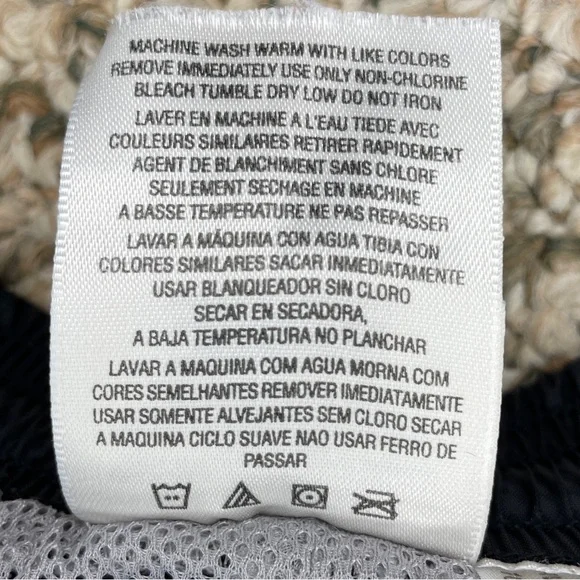 MACHINE WASH WARM WITH LIKE COLORS
REMOVE IMMEDIATELY USE ONLY NON-CHLORINE
BLEACH TUMBLE DRY LOW DO NOT IRON
LAVER EN MACHINE A L'EAU TIEDE AVEC
COULEURS SIMILAIRES RETIRER RAPIDEMENT
AGENT DE BLANCHIMENT SANS CHLORE
SEULEMENT SECHAGE EN MACHINE
A BASSE TEMPERATURE NE PAS REPASSER
LAVAR A MÁQUINA CON AGUA TIBIA CON
COLORES SIMILARES SACAR INMEDIATAMENTE
USAR BLANQUEADOR SIN CLORO
SECAR EN SECADORA,
A BAJA TEMPERATURA NO PLANCHAR
LAVAR A MAQUINA COM AGUA MORNA COM
CORES SEMELHANTES REMOVER IMEDIATAMENTE
USAR SOMENTE ALVEJANTES SEM CLORO SECAR
A MAQUINA CICLO SUAVE NAO USAR FERRO DE
PASSAR